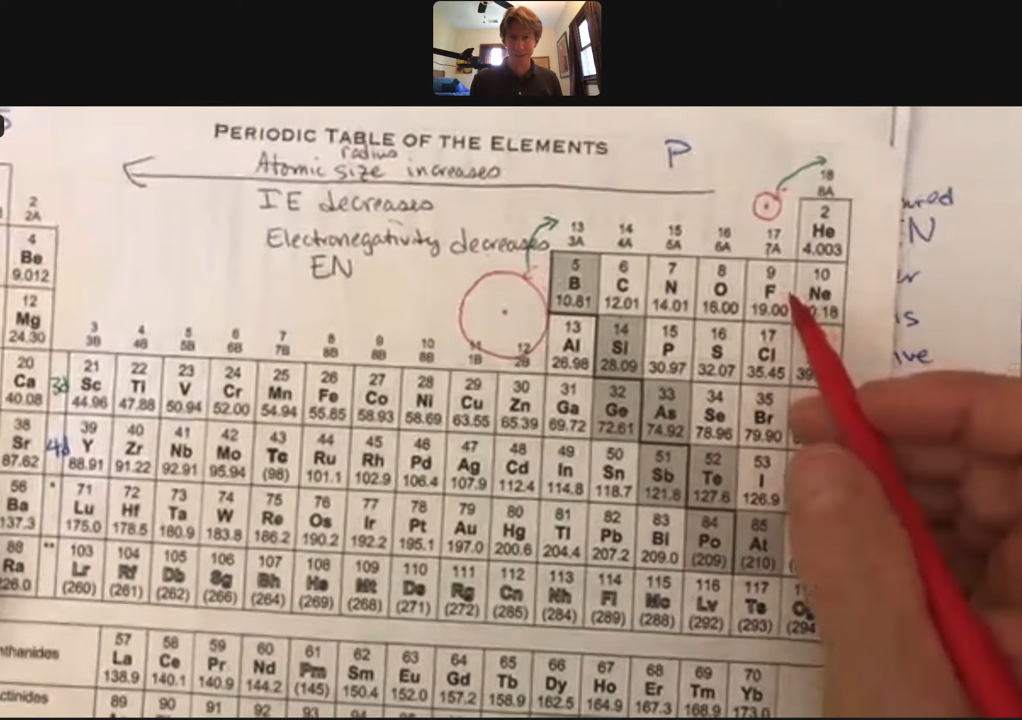 PERIODIC TABLE OF THE ELEMENTS
radius
Atomic size increases
P
IE decreases
Electronegativity decreases
EN
N
18
8A
2
2A
13 14 15 16 17
3A 4A 5A 6A 7A
2
He
4.003
4 5 6 7 8 9 10
Be B C N O F Ne
9.012 10.81 12.01 14.01 16.00 19.00
12 13 14 15 16 17
Mg Al Si P S Cl
24.30 26.98 28.09 30.97 32.07 35.45
3 4 5 6 7 8 9 10 11 12
3B 4B 5B 6B 7B 8B 8B 8B 1B 2B
20 21 22 23 24 25 26 27 28 29 30 31 32 33 34 35
Ca 3d Sc Ti V Cr Mn Fe Co Ni Cu Zn Ga Ge As Se Br
40.08 44.96 47.88 50.94 52.00 54.94 55.85 58.93 58.69 63.55 65.39 69.72 72.61 74.92 78.96 79.90
38 39 40 41 42 43 44 45 46 47 48 49 50 51 52 53
Sr 4d Y Zr Nb Mo Tc Ru Rh Pd Ag Cd In Sn Sb Te I
87.62 88.91 91.22 92.91 95.94 (98) 101.1 102.9 106.4 107.9 112.4 114.8 118.7 121.8 127.6 126.9
56 * 71 72 73 74 75 76 77 78 79 80 81 82 83 84 85
Ba Lu Hf Ta W Re Os Ir Pt Au Hg Tl Pb Bi Po At
137.3 175.0 178.5 180.9 183.8 186.2 190.2 192.2 195.1 197.0 200.6 204.4 207.2 209.0 (209) (210)
88 ** 103 104 105 106 107 108 109 110 111 112 113 114 115 116 117
Ra Lr Rf Db Sg Bh Hs Mt Ds Rg Cn Nh Fl Mc Lv Ts
226.0 (260) (261) (262) (266) (264) (269) (268) (271) (272) (285) (284) (289) (288) (292) (293) (294
57 58 59 60 61 62 63 64 65 66 67 68 69 70
La Ce Pr Nd Pm Sm Eu Gd Tb Dy Ho Er Tm Yb
138.9 140.1 140.9 144.2 (145) 150.4 152.0 157.2 158.9 162.5 164.9 167.3 168.9 173.0
89 90 91 92 93 94 95 96 97 98 99 100 101